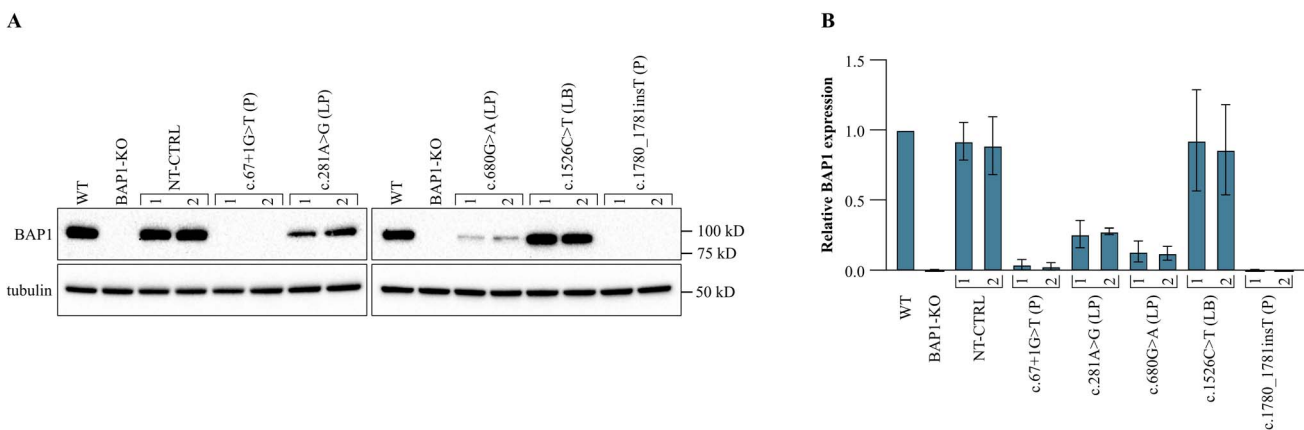 A
WT
BAP1-KO
NT-CTRL
1
2
c.67+1G>T (P)
1
2
c.281A>G (LP)
1
2
WT
BAP1-KO
c.680G>A (LP)
1
2
c.1526C>T (LB)
1
2
c.1780_1781insT (P)
1
2
BAP1
100 kD
75 kD
tubulin
50 kD
B
Relative BAP1 expression
1.5
1.0
0.5
0.0
WT
BAP1-KO
1
2
NT-CTRL
1
2
c.67+1G>T (P)
1
2
c.281A>G (LP)
1
2
c.680G>A (LP)
1
2
c.1526C>T (LB)
1
2
c.1780_1781insT (P)